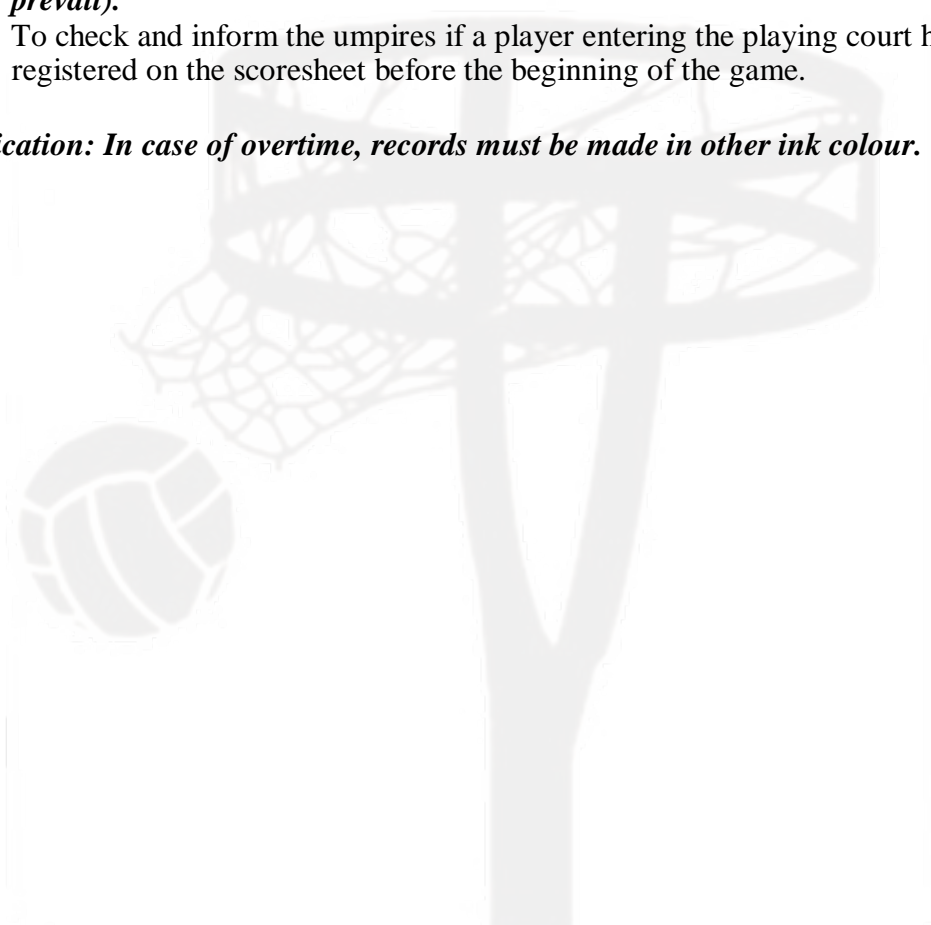 prevail).
To check and inform the umpires if a player entering the playing court
registered on the scoresheet before the beginning of the game.
ication: In case of overtime, records must be made in other ink colour.